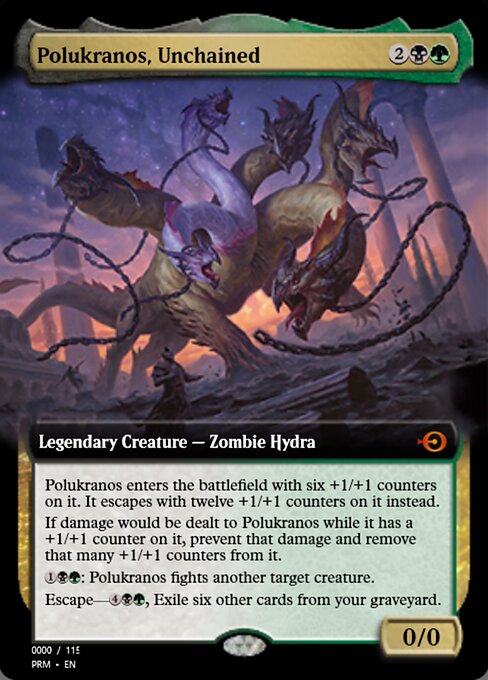 Polukranos, Unchained
2
Legendary Creature — Zombie Hydra
Polukranos enters the battlefield with six +1/+1 counters
on it. It escapes with twelve +1/+1 counters on it instead.
If damage would be dealt to Polukranos while it has a
+1/+1 counter on it, prevent that damage and remove
that many +1/+1 counters from it.
1: Polukranos fights another target creature.
Escape—4, Exile six other cards from your graveyard.
0/0
0000 / 115
PRM • EN